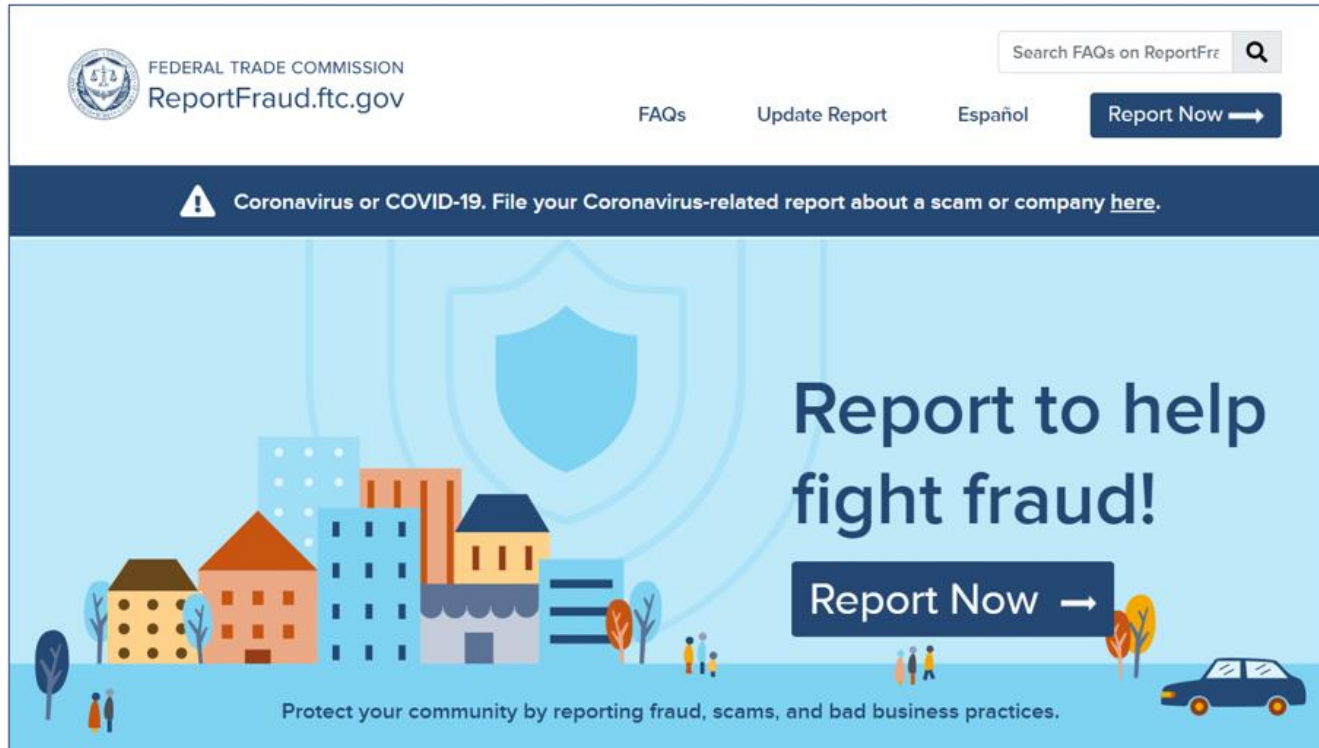 FEDERAL TRADE COMMISSION
ReportFraud.ftc.gov
Search FAQs on ReportFra
FAQs
Update Report
Español
Report Now
Coronavirus or COVID-19. File your Coronavirus-related report about a scam or company here.
Report to help
fight fraud!
Report Now
Protect your community by reporting fraud, scams, and bad business practices.